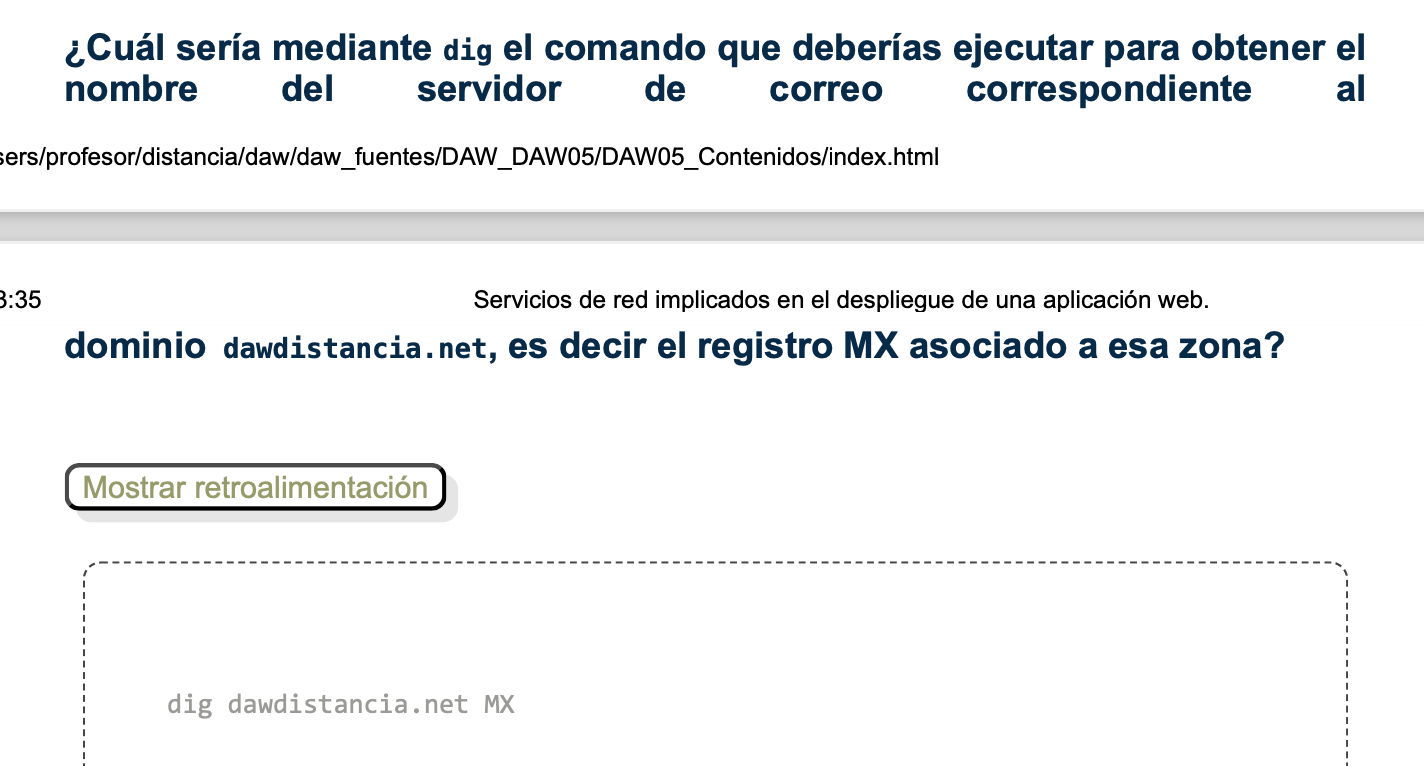 ¿Cuál sería mediante dig el comando que deberías ejecutar para obtener el
nombre del servidor de correo correspondiente al
sers/profesor/distancia/daw/daw_fuentes/DAW_DAW05/DAW05_Contenidos/index.html
3:35 Servicios de red implicados en el despliegue de una aplicación web.
dominio dawdistancia.net, es decir el registro MX asociado a esa zona?
Mostrar retroalimentación
dig dawdistancia.net MX